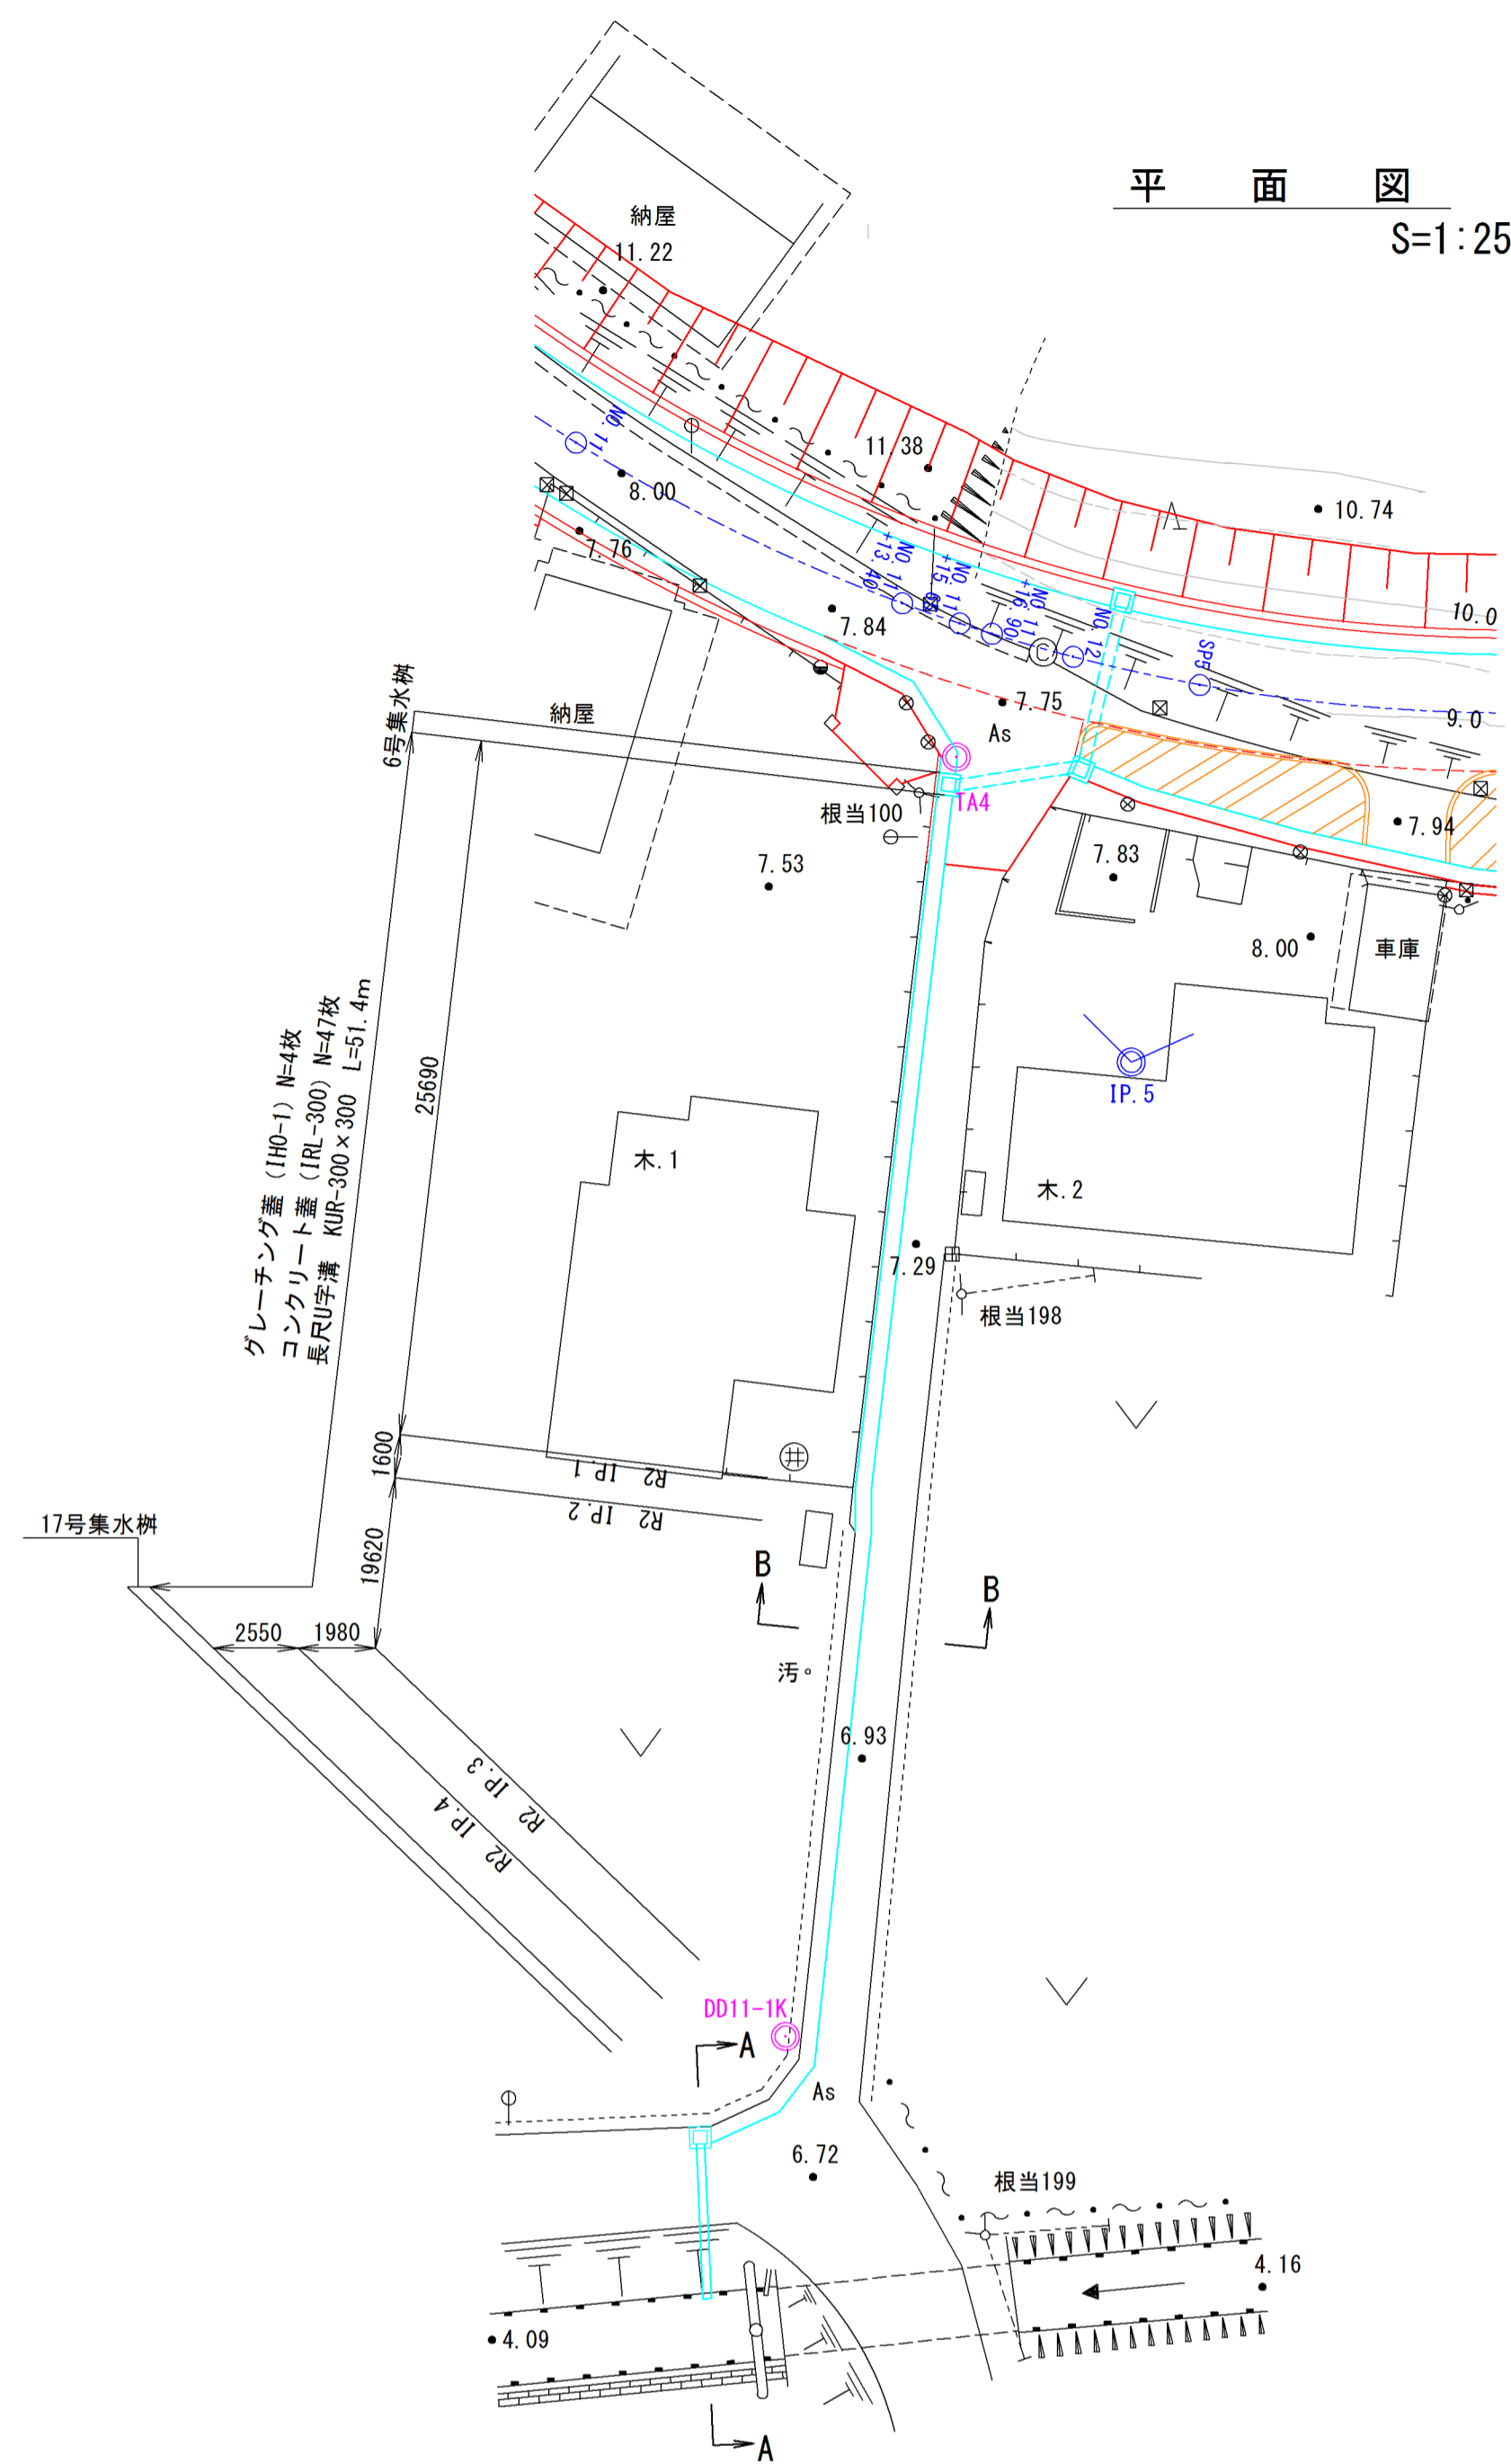 平面図
S=1:25
納屋
11.22
11.38
10.74
NO. 11
8.00
7.76
NO. 11
+13. 40
NO. 11
NO. 11
+16. 90
NO. 12
SP5
10.0
7.84
C
7.75
9.0
As
6号集水桝
納屋
TA4
根当100
7.94
7.53
7.83
8.00
車庫
IP. 5
グレーチング蓋(IHO-1) N=4枚
コンクリート蓋(IRL-300) N=47枚
長尺U字溝 KUR-300×300 L=51.4m
25690
木. 1
木. 2
7.29
根当198
1600
井
R2 IP. 1
R2 IP. 2
17号集水桝
19620
B
B
2550
1980
汚
6.93
R2 IP. 3
R2 IP. 4
DD11-1K
A
As
6.72
根当199
4.16
4.09
A